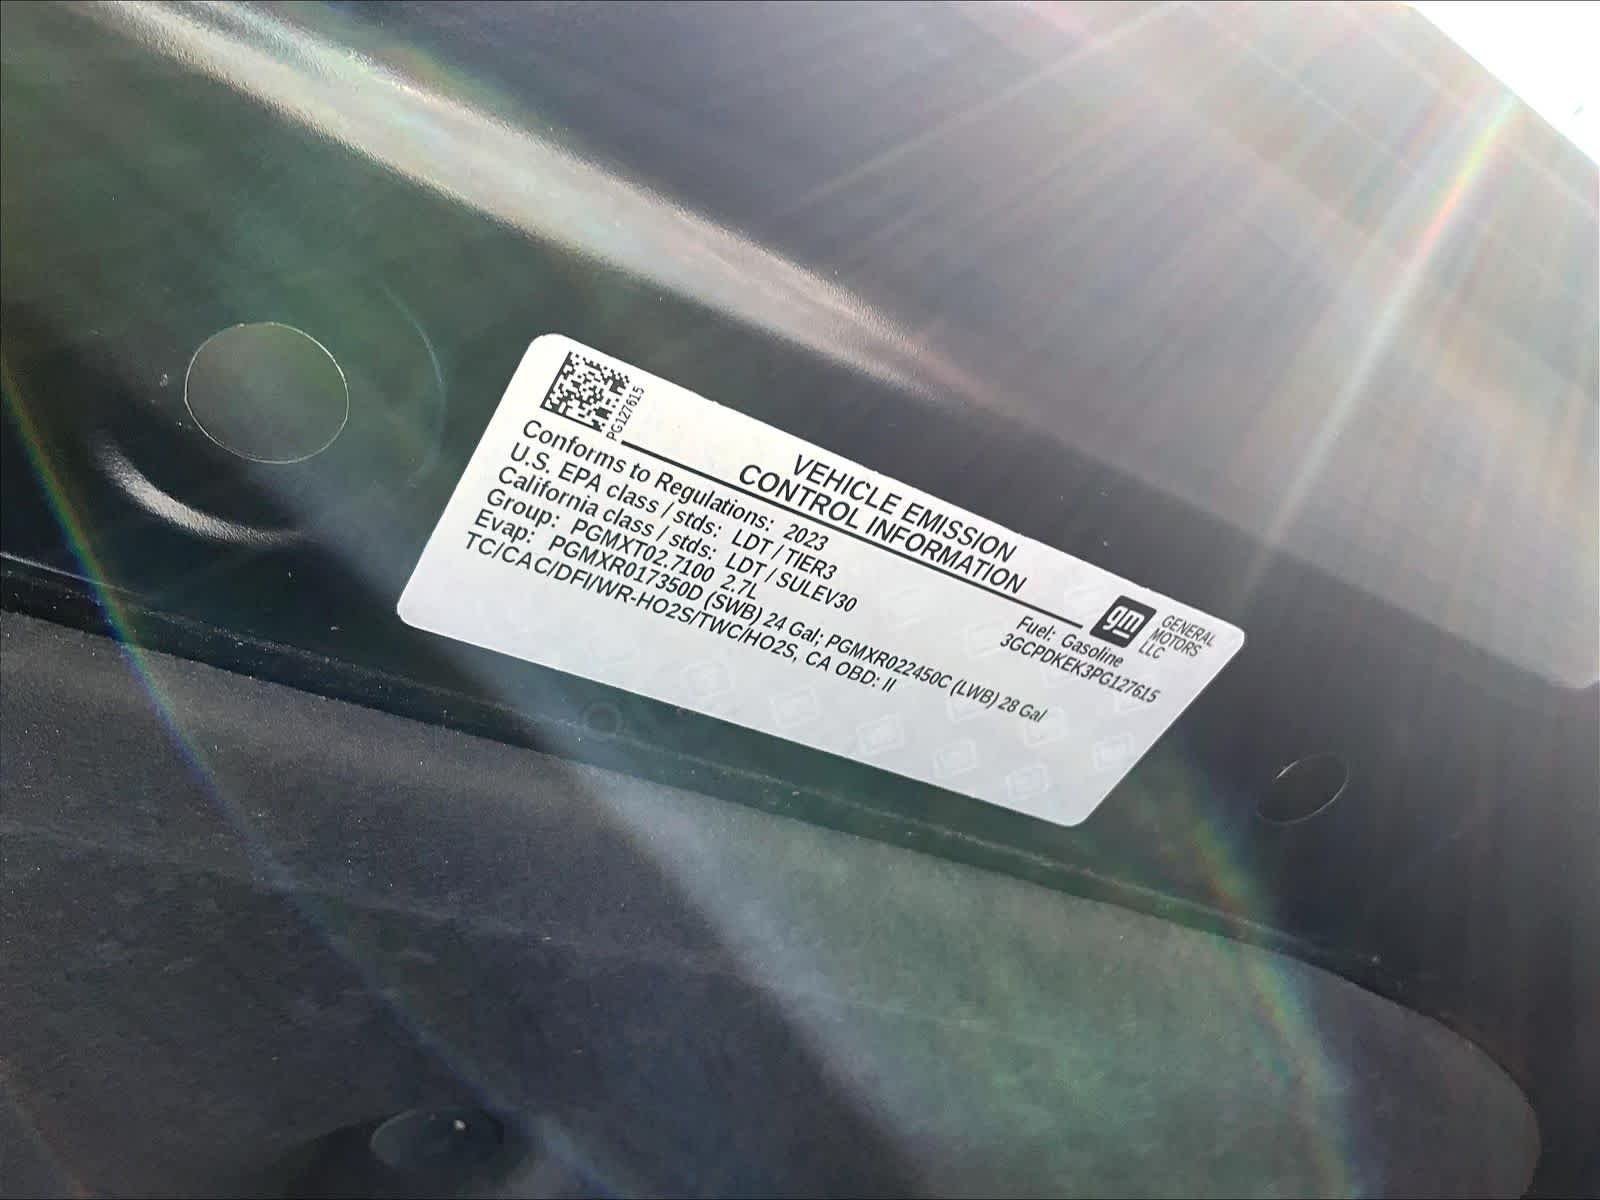 PG127615
VEHICLE EMISSION
CONTROL INFORMATION
gm
GENERAL
MOTORS
LLC
Conforms to Regulations: 2023
U.S. EPA class / stds: LDT / TIER3
California class / stds: LDT / SULEV30
Group: PGMXT02.7100 2.7L
Evap: PGMXR017350D (SWB) 24 Gal; PGMXR022450C (LWB) 28 Gal
TC/CAC/DFI/WR-HO2S/TWC/HO2S, CA OBD: II
Fuel: Gasoline
3GCPDKEK3PG127615